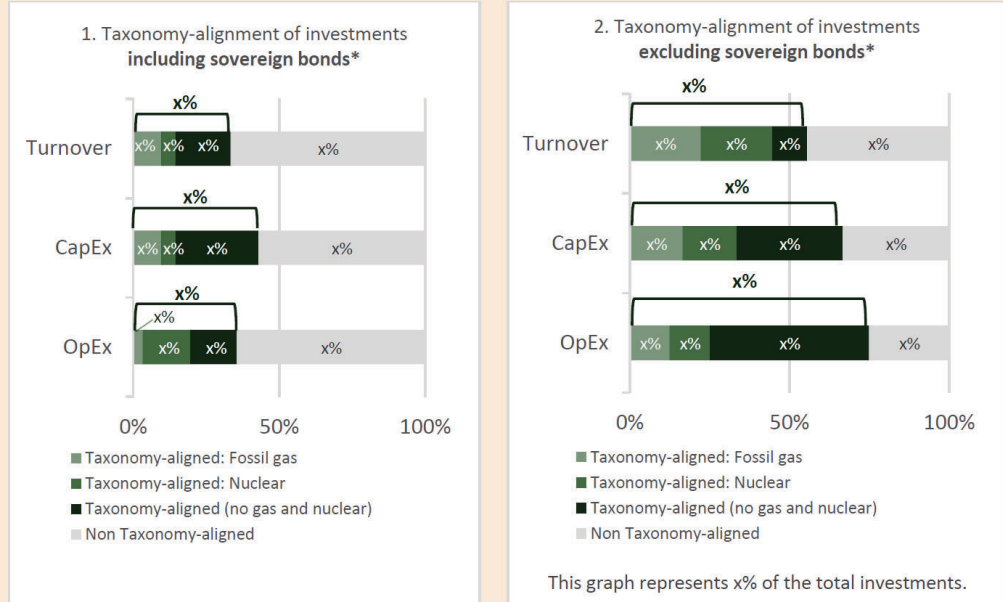 1. Taxonomy-alignment of investments
including sovereign bonds*
x%
Turnover
x% x% x% x%
x%
CapEx
x% x% x% x%
x%
x%
OpEx
x% x% x%
0% 50% 100%
Taxonomy-aligned: Fossil gas
Taxonomy-aligned: Nuclear
Taxonomy-aligned (no gas and nuclear)
Non Taxonomy-aligned
2. Taxonomy-alignment of investments
excluding sovereign bonds*
x%
Turnover
x% x% x% x%
x%
CapEx
x% x% x% x%
x%
OpEx
x% x% x% x%
0% 50% 100%
Taxonomy-aligned: Fossil gas
Taxonomy-aligned: Nuclear
Taxonomy-aligned (no gas and nuclear)
Non Taxonomy-aligned
This graph represents x% of the total investments.